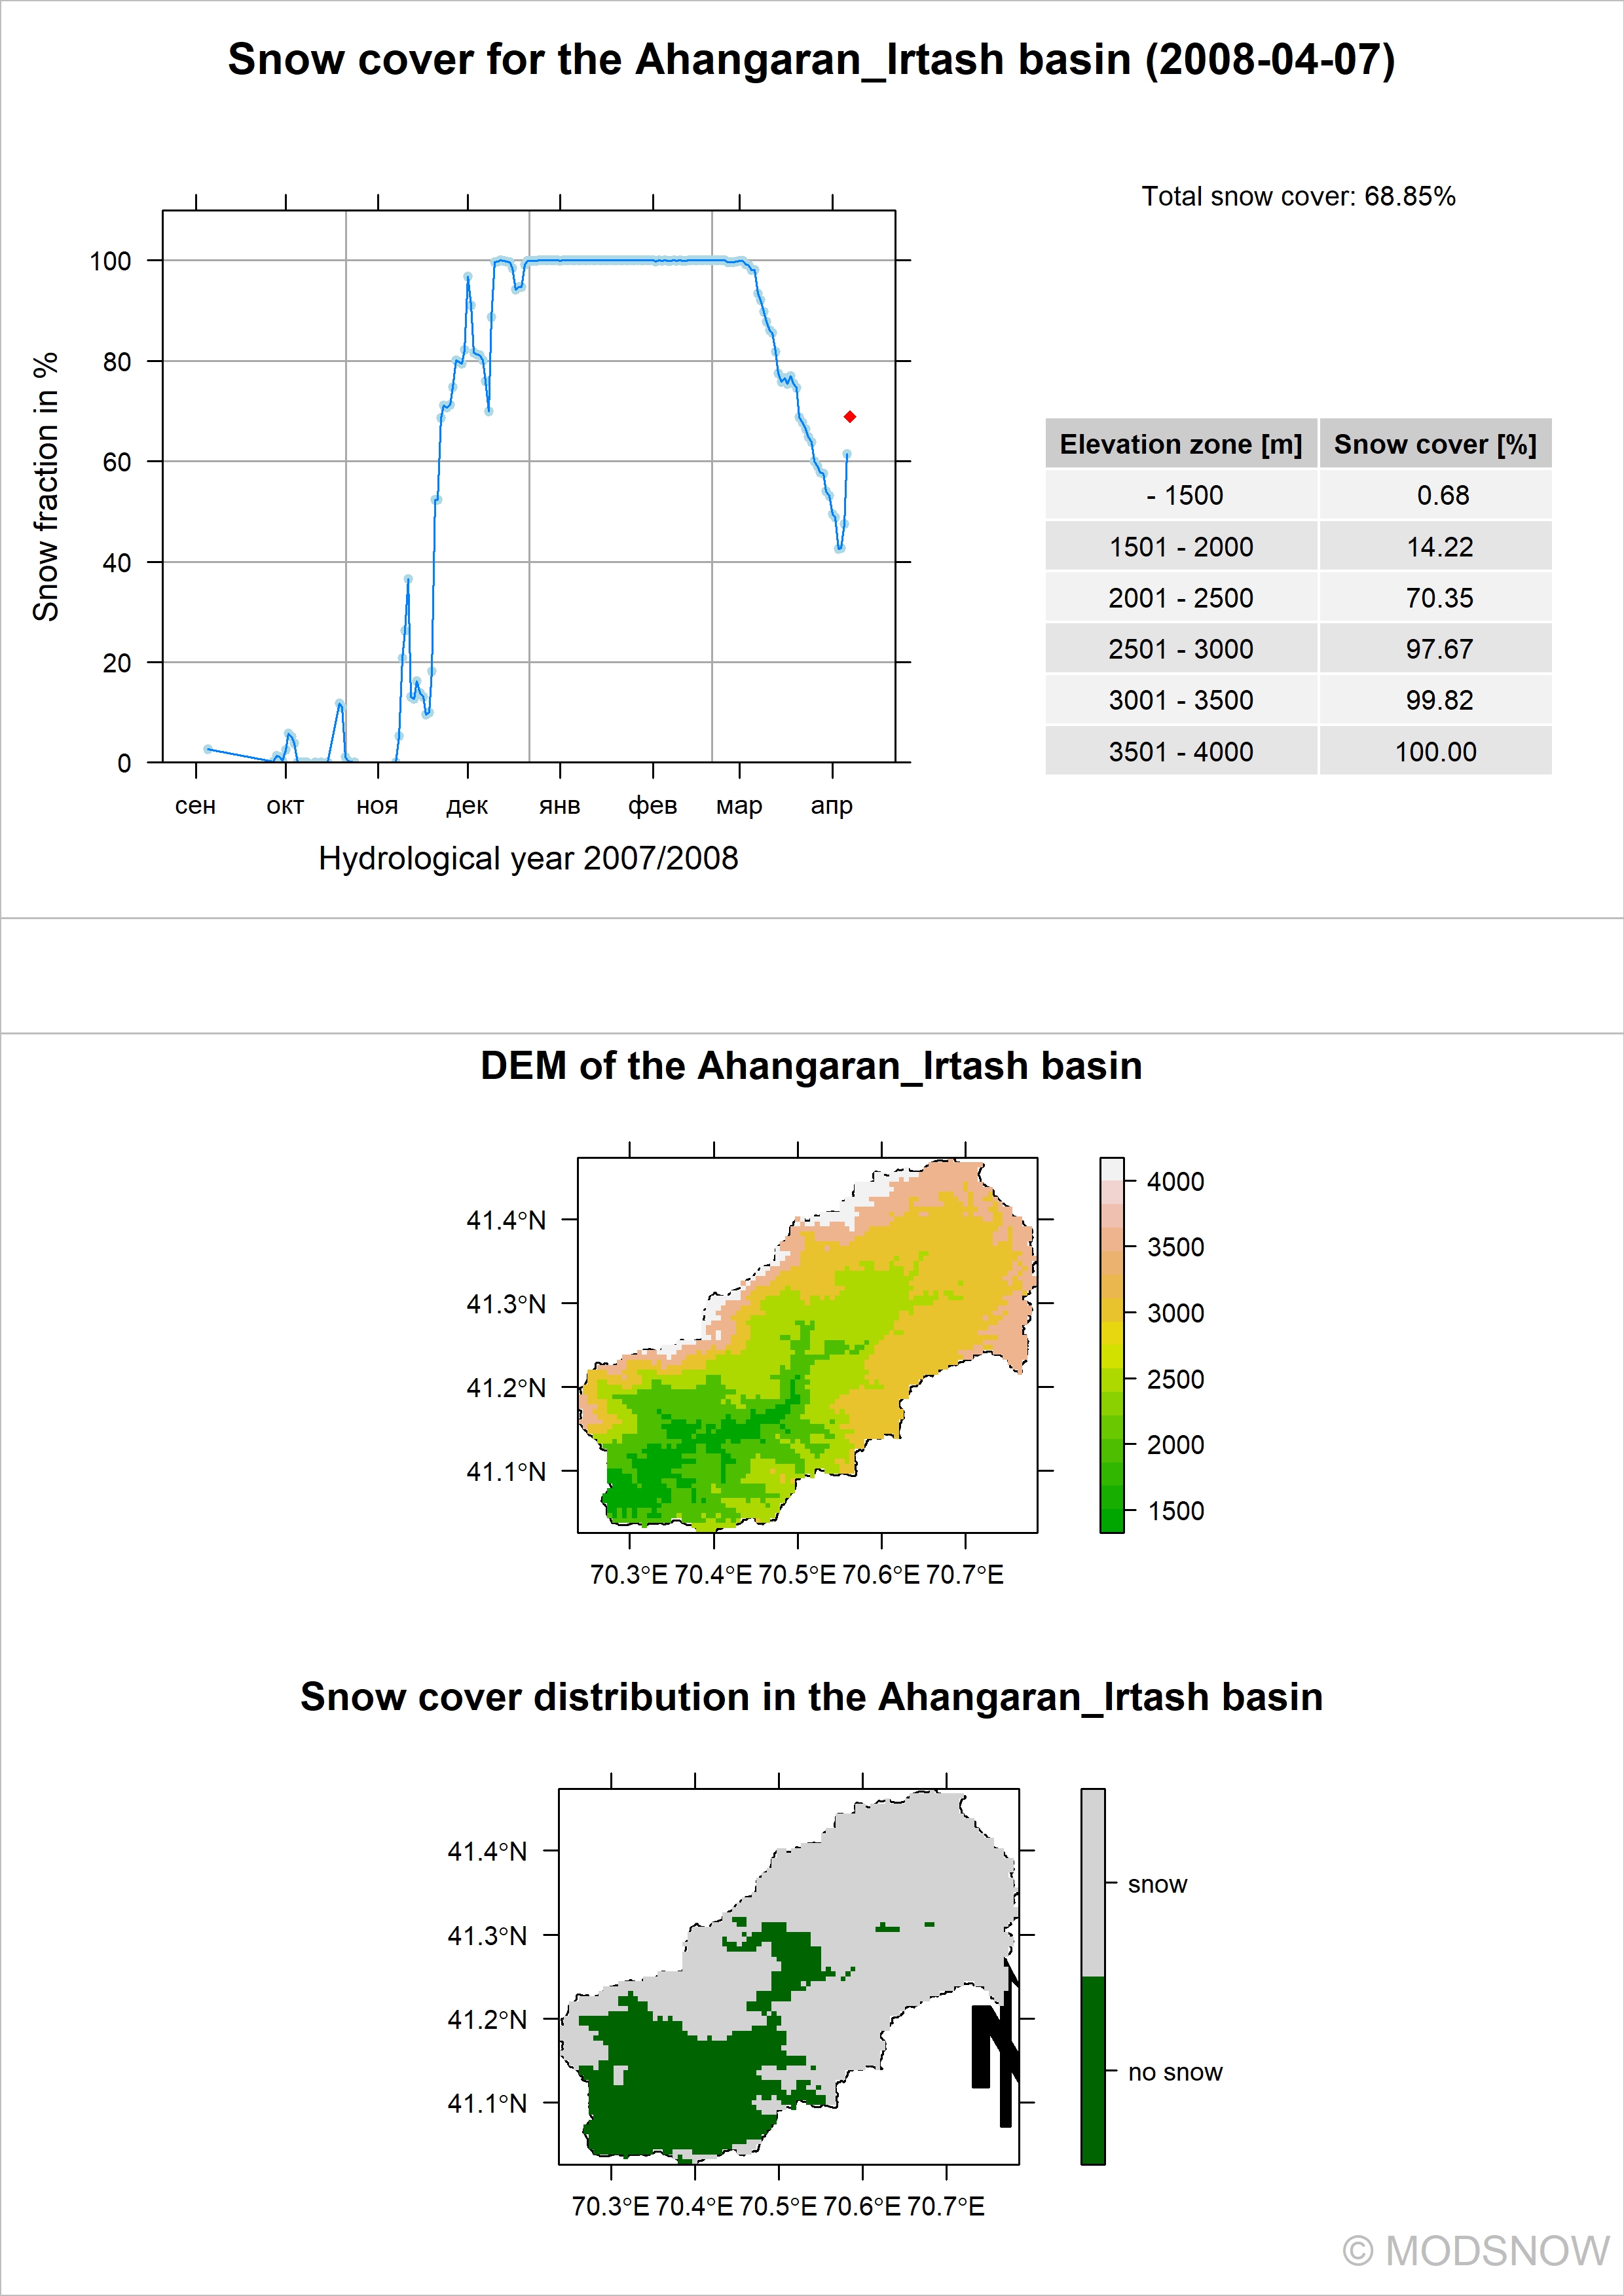 Snow cover for the Ahangaran_Irtash basin (2008-04-07)
Total snow cover: 68.85%
Snow fraction in %
100
80
60
40
20
0
сен окт ноя дек янв фев мар апр
Hydrological year 2007/2008
Elevation zone [m] Snow cover [%]
- 1500 0.68
1501 - 2000 14.22
2001 - 2500 70.35
2501 - 3000 97.67
3001 - 3500 99.82
3501 - 4000 100.00
DEM of the Ahangaran_Irtash basin
41.4°N
41.3°N
41.2°N
41.1°N
70.3°E 70.4°E 70.5°E 70.6°E 70.7°E
4000
3500
3000
2500
2000
1500
Snow cover distribution in the Ahangaran_Irtash basin
41.4°N
41.3°N
41.2°N
41.1°N
70.3°E 70.4°E 70.5°E 70.6°E 70.7°E
N
snow
no snow
© MODSNOW